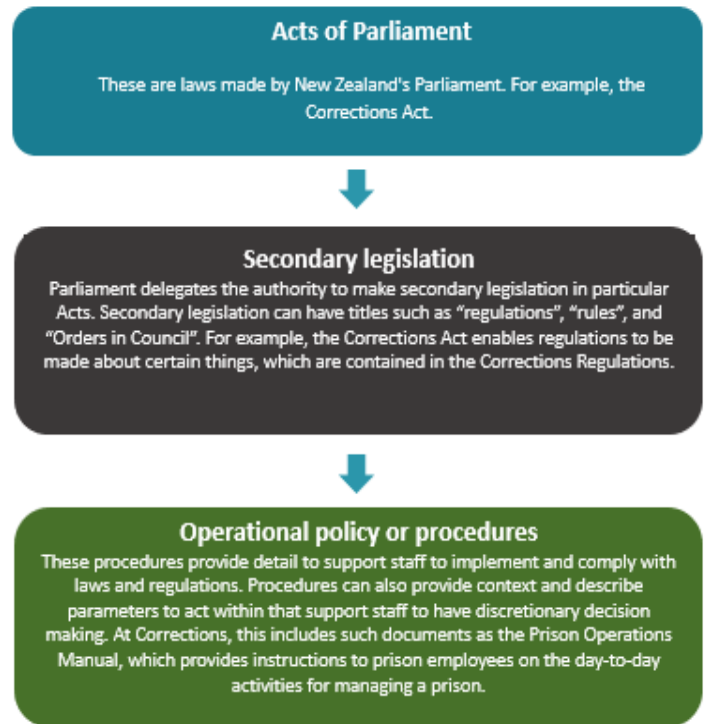 Acts of Parliament
These are laws made by New Zealand's Parliament. For example, the
Corrections Act.
Secondary legislation
Parliament delegates the authority to make secondary legislation in particular
Acts. Secondary legislation can have titles such as “regulations”, “rules”, and
“Orders in Council”. For example, the Corrections Act enables regulations to be
made about certain things, which are contained in the Corrections Regulations.
Operational policy or procedures
These procedures provide detail to support staff to implement and comply with
laws and regulations. Procedures can also provide context and describe
parameters to act within that support staff to have discretionary decision
making. At Corrections, this includes such documents as the Prison Operations
Manual, which provides instructions to prison employees on the day-to-day
activities for managing a prison.